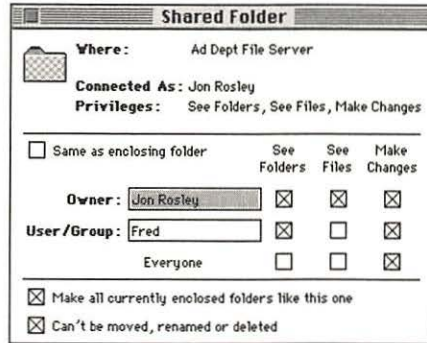 Shared Folder
Where: Ad Dept File Server
Connected As: Jon Rosley
Privileges: See Folders, See Files, Make Changes
Same as enclosing folder See Folders See Files Make Changes
Owner: Jon Rosley
User/Group: Fred
Everyone
Make all currently enclosed folders like this one
Can't be moved, renamed or deleted